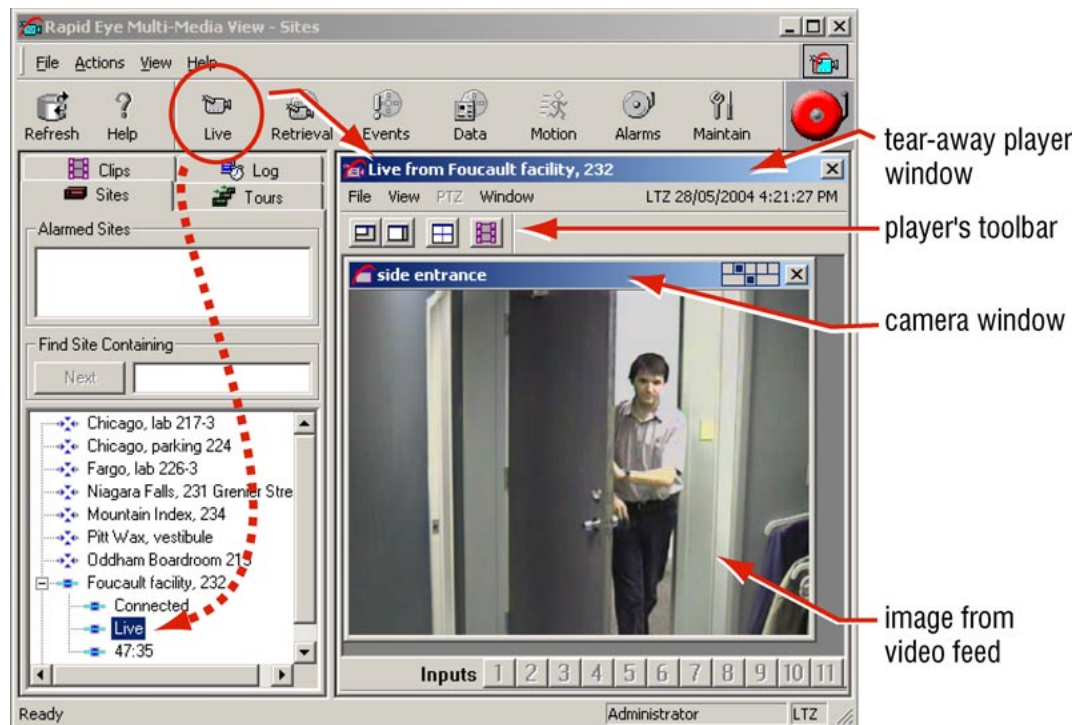 Rapid Eye Multi-Media View - Sites
File Actions View Help
Refresh Help Live Retrieval Events Data Motion Alarms Maintain
Clips Log
Sites Tours
Alarmed Sites
Find Site Containing
Next
Chicago, lab 217-3
Chicago, parking 224
Fargo, lab 226-3
Niagara Falls, 231 Grenier Stre
Mountain Index, 234
Pitt Wax, vestibule
Oddham Boardroom 215
Foucault facility, 232
Connected
Live
47:35
Live from Foucault facility, 232
File View PTZ Window LTZ 28/05/2004 4:21:27 PM
side entrance
Inputs 1 2 3 4 5 6 7 8 9 10 11
Ready Administrator LTZ
tear-away player
window
player's toolbar
camera window
image from
video feed